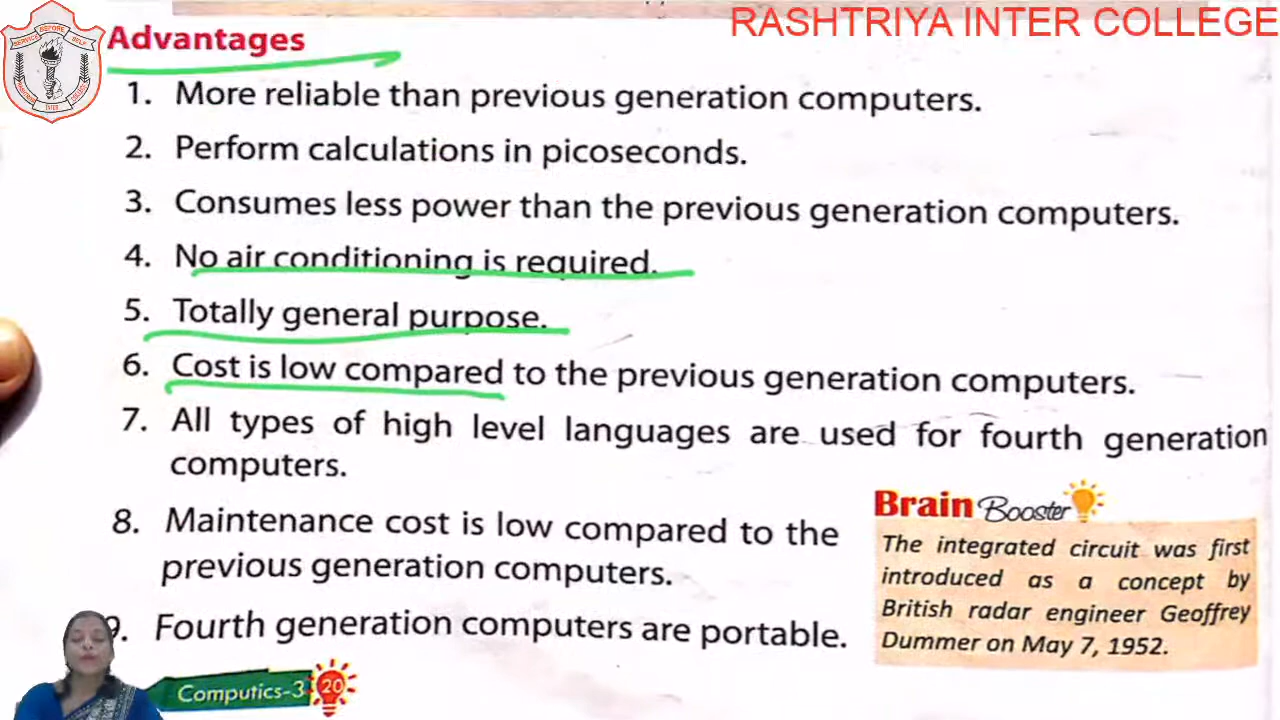 RASHTRIYA INTER COLLEGE
SERVICE BEFORE SELF
Advantages
1. More reliable than previous generation computers.
2. Perform calculations in picoseconds.
3. Consumes less power than the previous generation computers.
4. No air conditioning is required.
5. Totally general purpose.
6. Cost is low compared to the previous generation computers.
7. All types of high level languages are used for fourth generation
computers.
8. Maintenance cost is low compared to the
previous generation computers.
9. Fourth generation computers are portable.
Brain Booster
The integrated circuit was first
introduced as a concept by
British radar engineer Geoffrey
Dummer on May 7, 1952.
Computics-3 20